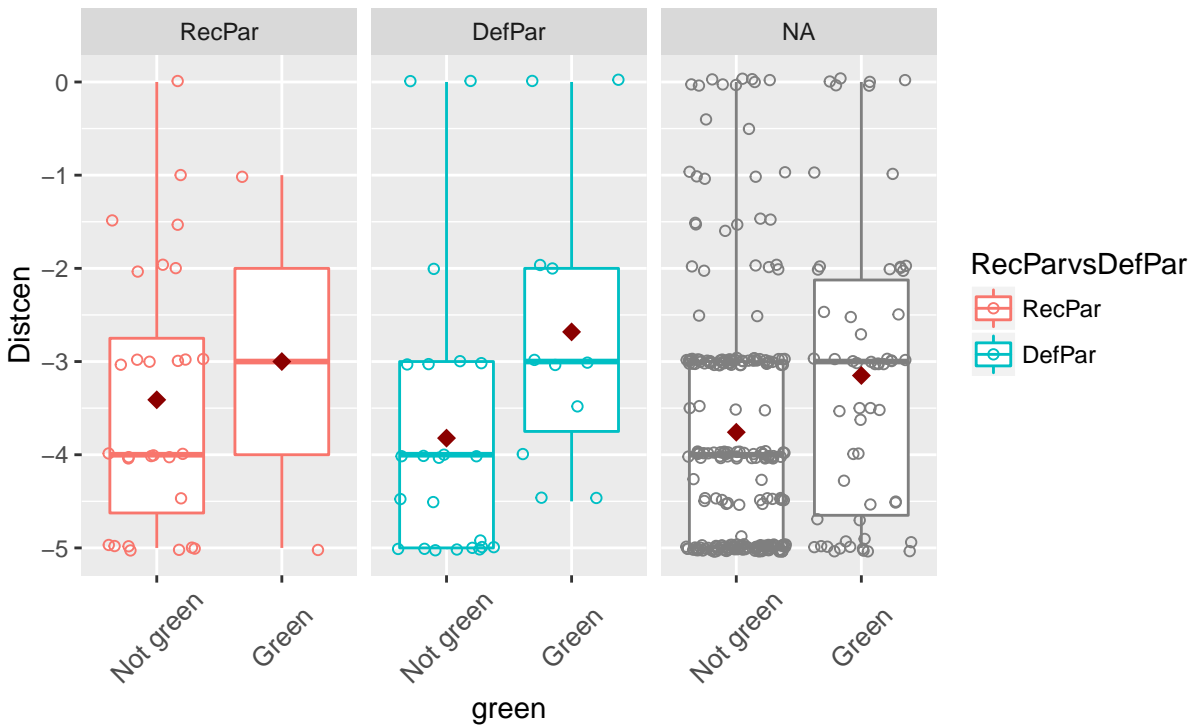 RecPar DefPar NA
0
−1
−2
−3
−4
−5
Distcen
Not green Green Not green Green Not green Green
green
RecParvsDefPar
RecPar
DefPar